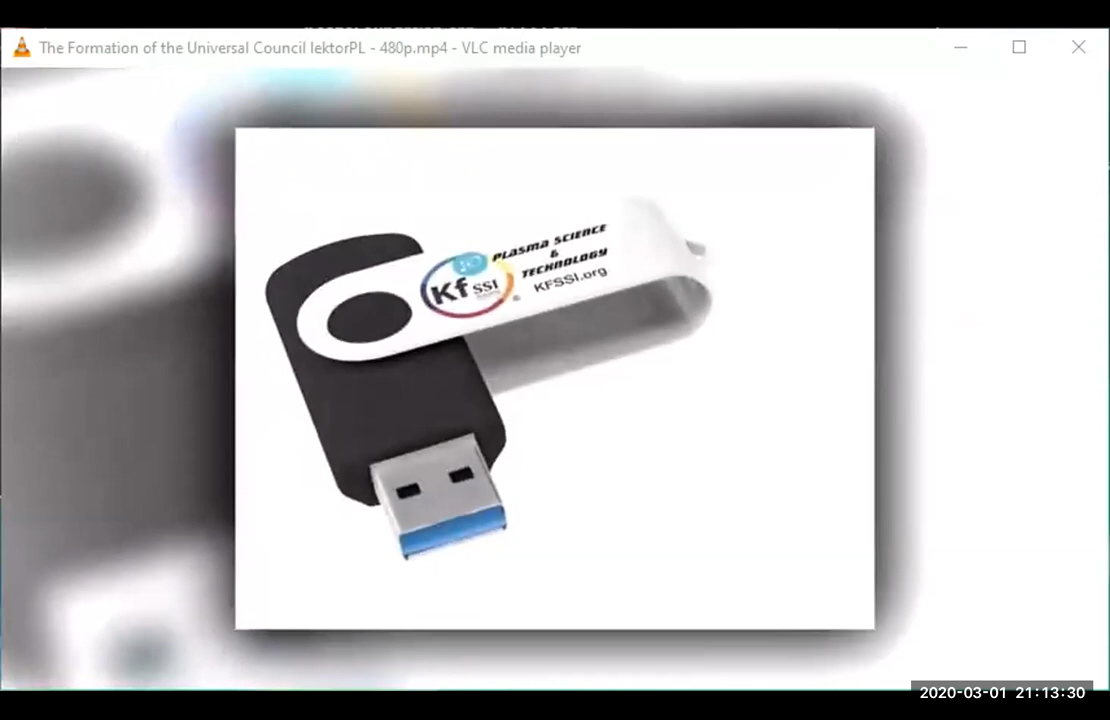 The Formation of the Universal Council lektorPL - 480p.mp4 - VLC media player
PLASMA SCIENCE
&
TECHNOLOGY
KFSSI.org
Kf SSI
2020-03-01 21:13:30